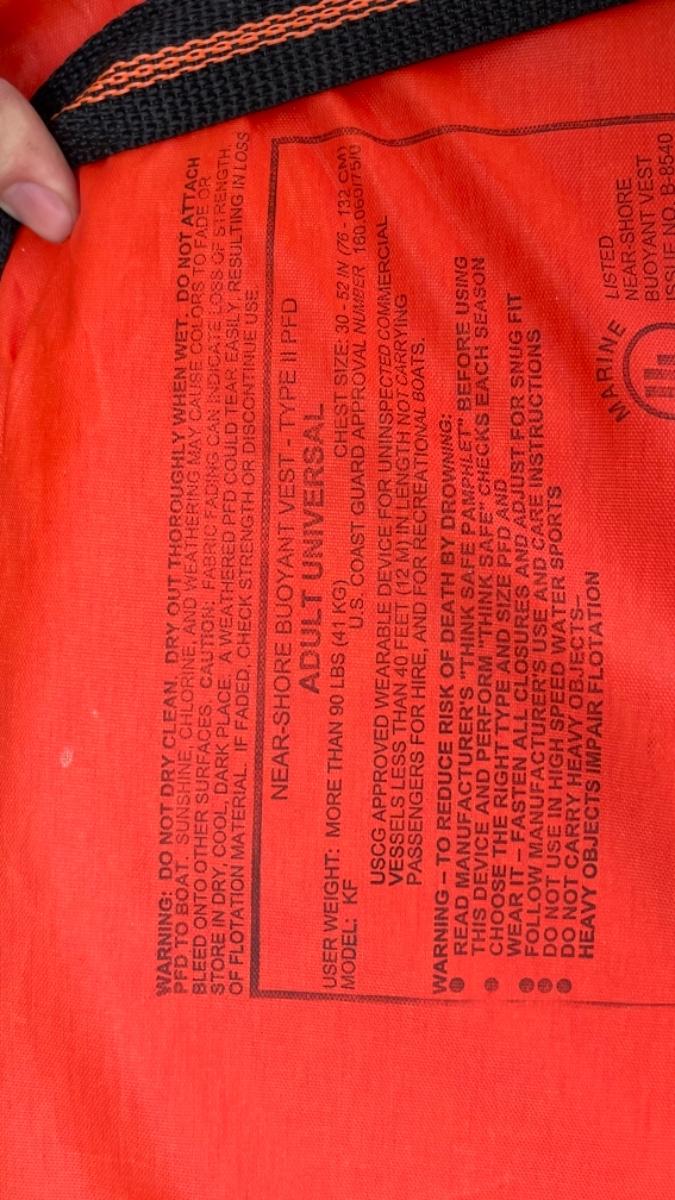 WARNING: DO NOT DRY CLEAN. DRY OUT THOROUGHLY WHEN WET. DO NOT ATTACH
PFD TO BOAT. SUNSHINE, CHLORINE, AND WEATHERING MAY CAUSE COLORS TO FADE OR
BLEED ONTO OTHER SURFACES. CAUTION: FABRIC FADING CAN INDICATE LOSS OF STRENGTH.
STORE IN DRY, COOL, DARK PLACE. A WEATHERED PFD COULD TEAR EASILY, RESULTING IN LOSS
OF FLOTATION MATERIAL. IF FADED, CHECK STRENGTH OR DISCONTINUE USE
NEAR-SHORE BUOYANT VEST - TYPE II PFD
ADULT UNIVERSAL
USER WEIGHT: MORE THAN 90 LBS (41 KG) CHEST SIZE: 30 - 52 IN (76 - 132 CM)
MODEL: KF U.S. COAST GUARD APPROVAL NUMBER
USCG APPROVED WEARABLE DEVICE FOR UNINSPECTED COMMERCIAL
VESSELS LESS THAN 40 FEET (12 M) IN LENGTH NOT CARRYING
PASSENGERS FOR HIRE, AND FOR RECREATIONAL BOATS.
WARNING – TO REDUCE RISK OF DEATH BY DROWNING:
● READ MANUFACTURER'S "THINK SAFE PAMPHLET" BEFORE USING
THIS DEVICE AND PERFORM "THINK SAFE" CHECKS EACH SEASON
● CHOOSE THE RIGHT TYPE AND SIZE PFD AND
WEAR IT – FASTEN ALL CLOSURES AND ADJUST FOR SNUG FIT
● FOLLOW MANUFACTURER'S USE AND CARE INSTRUCTIONS
● DO NOT USE IN HIGH SPEED WATER SPORTS
● DO NOT CARRY HEAVY OBJECTS–
HEAVY OBJECTS IMPAIR FLOTATION
MARINE
LISTED
NEAR-SHORE
BUOYANT VEST
ISSUE NO. B-8540